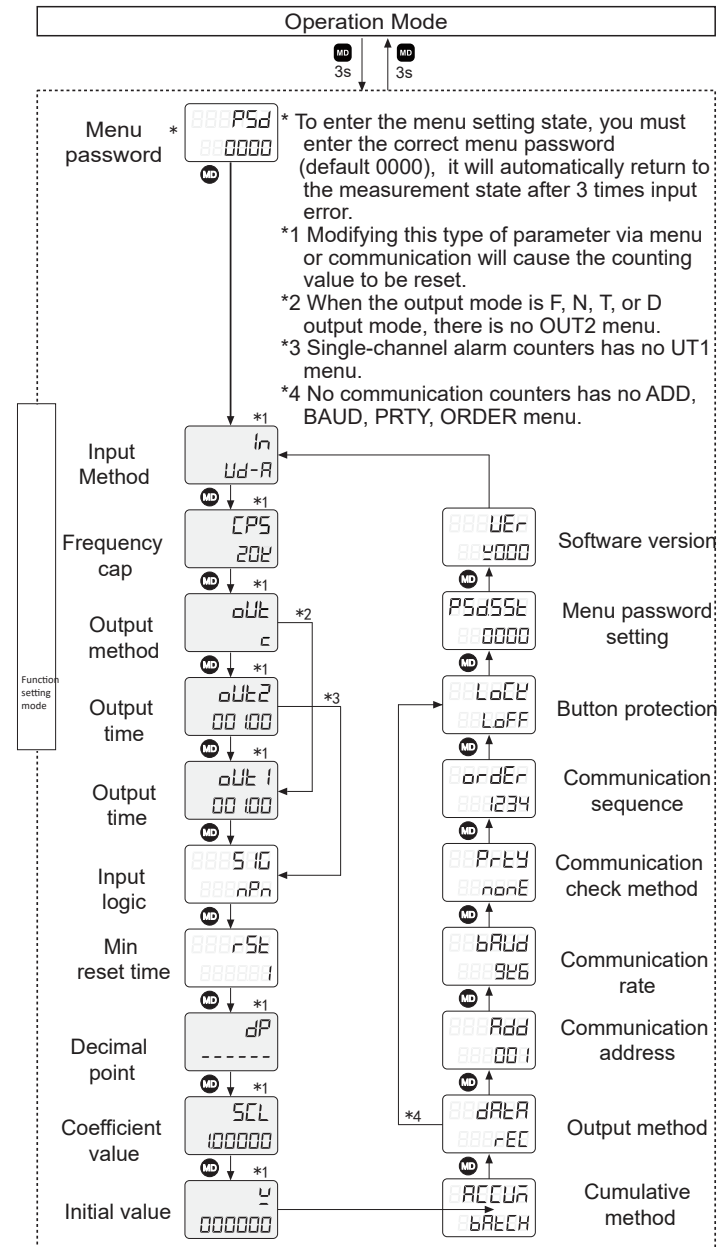 Operation Mode
MD
3s
MD
3s
Menu
password
*
PSd
0000
MD
* To enter the menu setting state, you must
enter the correct menu password
(default 0000), it will automatically return to
the measurement state after 3 times input
error.
*1 Modifying this type of parameter via menu
or communication will cause the counting
value to be reset.
*2 When the output mode is F, N, T, or D
output mode, there is no OUT2 menu.
*3 Single-channel alarm counters has no UT1
menu.
*4 No communication counters has no ADD,
BAUD, PRTY, ORDER menu.
Function
setting
mode
*1
Input
Method
In
Ud-A
MD
*1
Frequency
cap
CPS
20K
MD
*1
Output
method
oUt
c
*2
MD
*1
Output
time
oUt2
001.00
*3
MD
*1
Output
time
oUt1
001.00
MD
Input
logic
SIG
nPn
MD
Min
reset time
rSt
1
MD
*1
Decimal
point
dP
------
MD
*1
Coefficient
value
SCL
1.00000
MD
*1
Initial value
000000
VEr
000
Software version
MD
PSdSSt
0000
Menu password
setting
MD
LoCK
LoFF
Button protection
MD
ordEr
1234
Communication
sequence
MD
PrtY
nonE
Communication
check method
MD
bAUd
9K6
Communication
rate
MD
Add
001
Communication
address
MD
*4
dAtA
rEC
Output method
MD
ACCUm
bAtCH
Cumulative
method